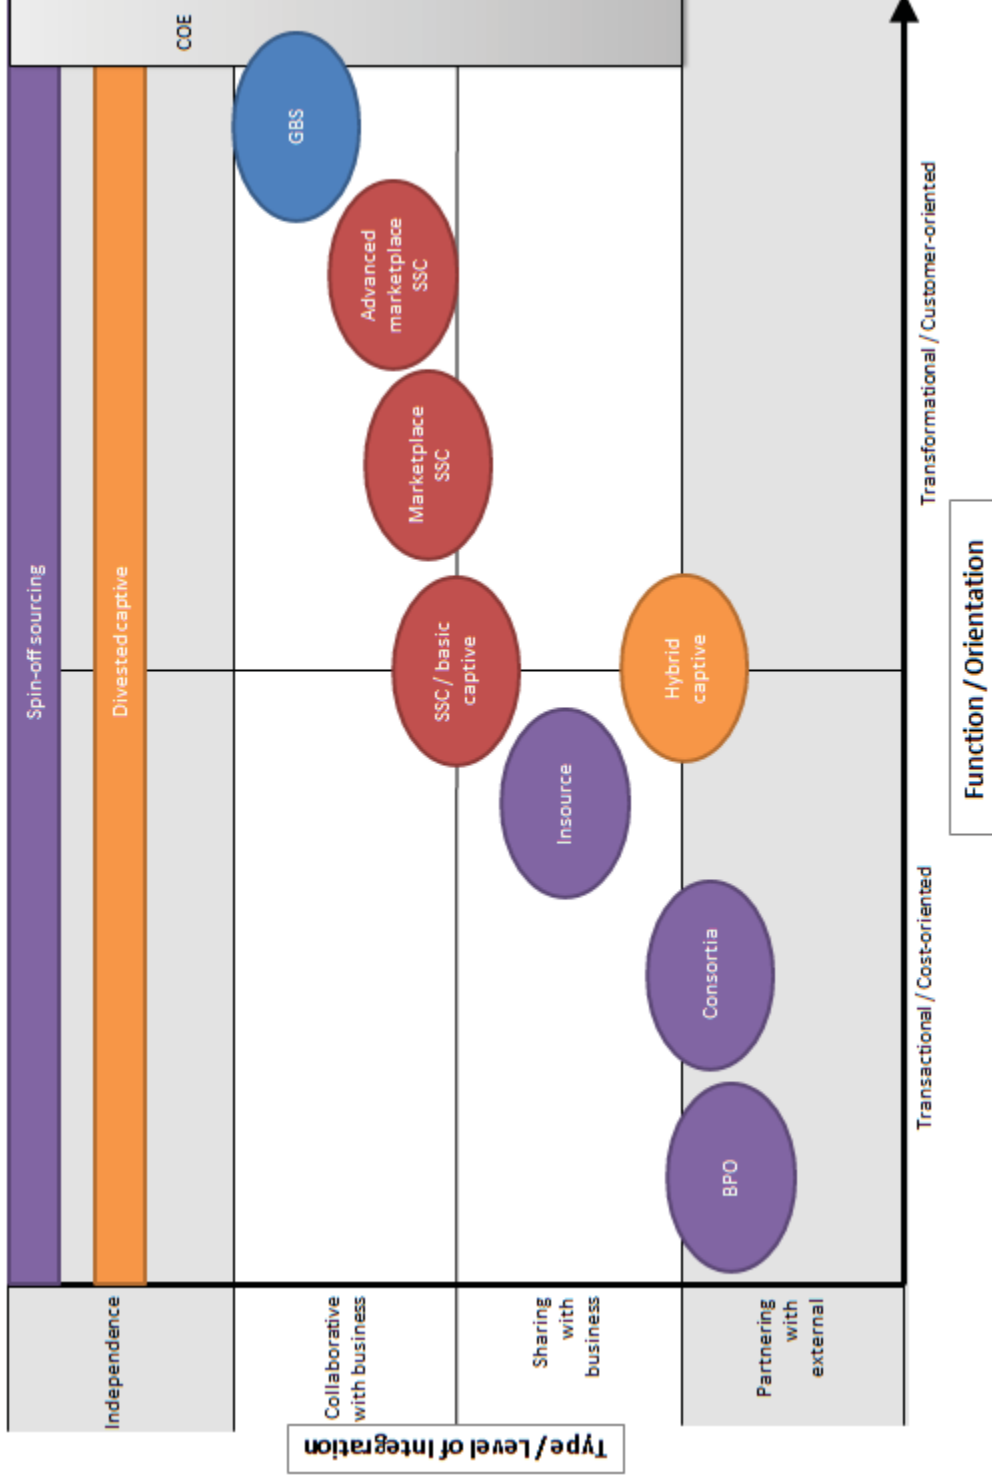 Spin-off sourcing
COE
Divested captive
Independence
GBS
Advanced
marketplace
SSC
Marketplace
SSC
Collaborative
with business
SSC / basic
captive
Insource
Sharing
with
business
Hybrid
captive
Consortia
BPO
Partnering
with
external
Type / Level of Integration
Transactional / Cost-oriented
Transformational / Customer-oriented
Function / Orientation